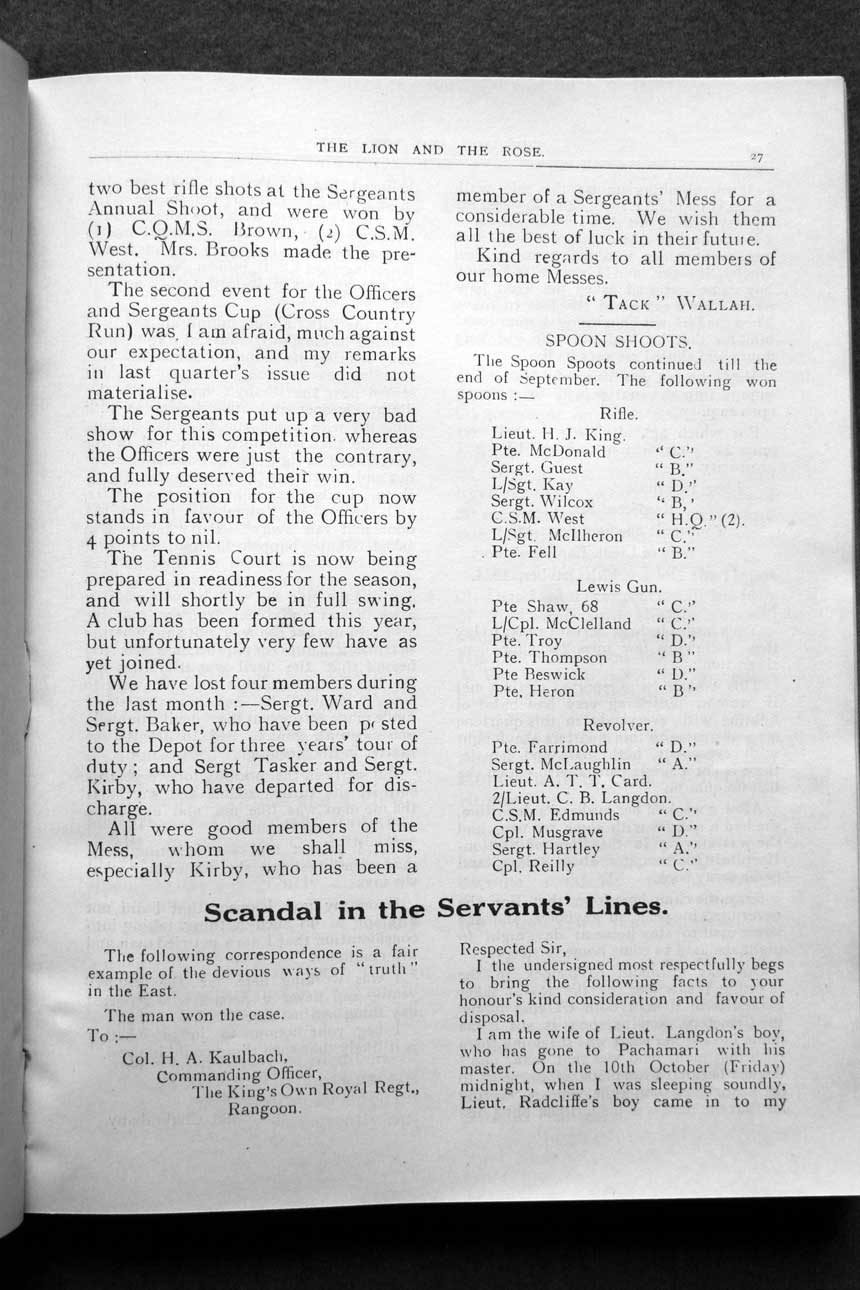 THE LION AND THE ROSE.
27
two best rifle shots at the Sergeants
Annual Shoot, and were won by
(1) C.Q.M.S. Brown, (2) C.S.M.
West. Mrs. Brooks made the pre-
sentation.
The second event for the Officers
and Sergeants Cup (Cross Country
Run) was, I am afraid, much against
our expectation, and my remarks
in last quarter's issue did not
materialise.
The Sergeants put up a very bad
show for this competition. whereas
the Officers were just the contrary,
and fully deserved their win.
The position for the cup now
stands in favour of the Officers by
4 points to nil.
The Tennis Court is now being
prepared in readiness for the season,
and will shortly be in full swing.
A club has been formed this year,
but unfortunately very few have as
yet joined.
We have lost four members during
the last month :—Sergt. Ward and
Sergt. Baker, who have been posted
to the Depot for three years' tour of
duty ; and Sergt Tasker and Sergt.
Kirby, who have departed for dis-
charge.
All were good members of the
Mess, whom we shall miss,
especially Kirby, who has been a
member of a Sergeants' Mess for a
considerable time. We wish them
all the best of luck in their future.
Kind regards to all members of
our home Messes.
" TACK " WALLAH.
SPOON SHOOTS.
The Spoon Spoots continued till the
end of September. The following won
spoons :—
Rifle.
Lieut. H. J. King.
Pte. McDonald " C."
Sergt. Guest " B."
L/Sgt. Kay " D."
Sergt. Wilcox " B, '
C.S.M. West " H.Q." (2).
L/Sgt. McIlheron " C."
Pte. Fell " B."
Lewis Gun.
Pte Shaw, 68 " C."
L/Cpl. McClelland " C."
Pte. Troy " D."
Pte. Thompson " B "
Pte Beswick " D."
Pte. Heron " B "
Revolver.
Pte. Farrimond " D."
Sergt. McLaughlin " A."
Lieut. A. T. T. Card.
2/Lieut. C. B. Langdon.
C.S.M. Edmunds " C."
Cpl. Musgrave " D."
Sergt. Hartley " A."
Cpl. Reilly " C."
Scandal in the Servants' Lines.
The following correspondence is a fair
example of the devious ways of " truth "
in the East.
The man won the case.
To :—
Col. H. A. Kaulbach,
Commanding Officer,
The King's Own Royal Regt.,
Rangoon.
Respected Sir,
I the undersigned most respectfully begs
to bring the following facts to your
honour's kind consideration and favour of
disposal.
I am the wife of Lieut. Langdon's boy,
who has gone to Pachamari with his
master. On the 10th October (Friday)
midnight, when I was sleeping soundly,
Lieut. Radcliffe's boy came in to my